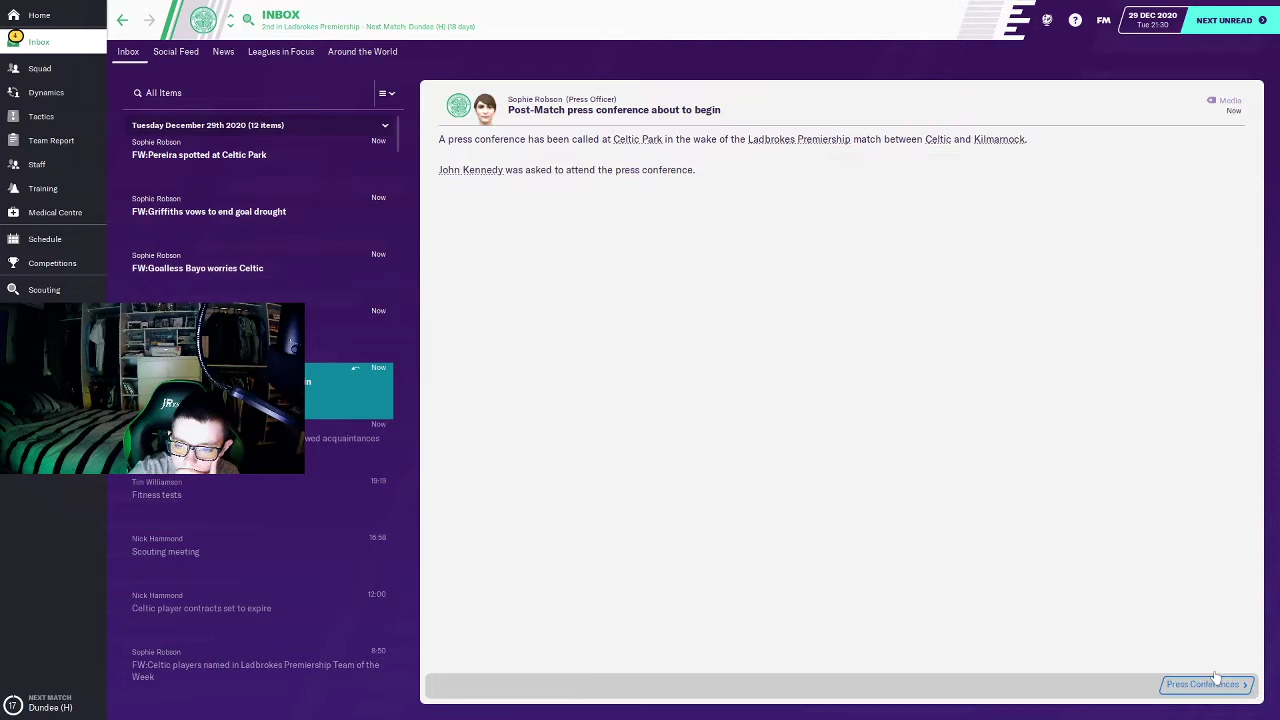 Home
4
Inbox
Squad
Dynamics
Tactics
Team Report
Staff
Training
Medical Centre
Schedule
Competitions
Scouting
NEXT MATCH
17
Dundee (H)
INBOX
2nd in Ladbrokes Premiership - Next Match: Dundee (H) (18 days)
?
FM
29 DEC 2020
Tue 21:30
NEXT UNREAD
Inbox
Social Feed
News
Leagues in Focus
Around the World
All Items
Tuesday December 29th 2020 (12 items)
Sophie Robson
Now
FW:Pereira spotted at Celtic Park
Sophie Robson
Now
FW:Griffiths vows to end goal drought
Sophie Robson
Now
FW:Goalless Bayo worries Celtic
Now
Now
in
Now
wed acquaintances
Tim Williamson
19:19
Fitness tests
Nick Hammond
16:58
Scouting meeting
Nick Hammond
12:00
Celtic player contracts set to expire
Sophie Robson
8:50
FW:Celtic players named in Ladbrokes Premiership Team of the
Week
Sophie Robson (Press Officer)
Post-Match press conference about to begin
Media
Now
A press conference has been called at Celtic Park in the wake of the Ladbrokes Premiership match between Celtic and Kilmarnock.
John Kennedy was asked to attend the press conference.
Press Conferences